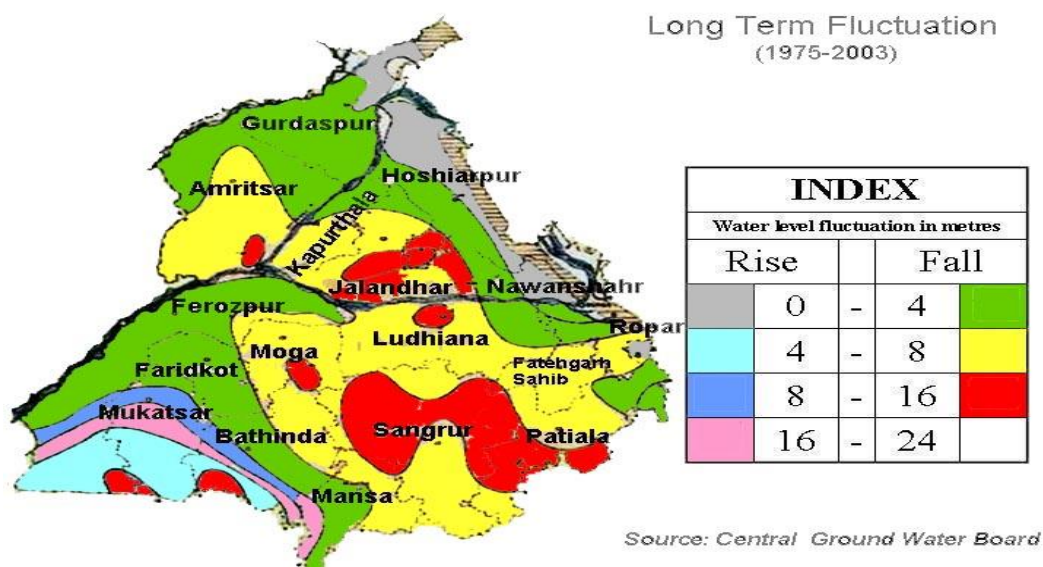 Long Term Fluctuation
(1975-2003)
Gurdaspur
Hoshiarpur
Amritsar
Kapurthala
Jalandhar
Nawanshahr
Ferozpur
Ropar
Ludhiana
Moga
Fatehgarh
Sahib
Faridkot
Mukatsar
Bathinda
Sangrur
Patiala
Mansa
INDEX
Water level fluctuation in metres
Rise Fall
0 - 4
4 - 8
8 - 16
16 - 24
Source: Central Ground Water Board